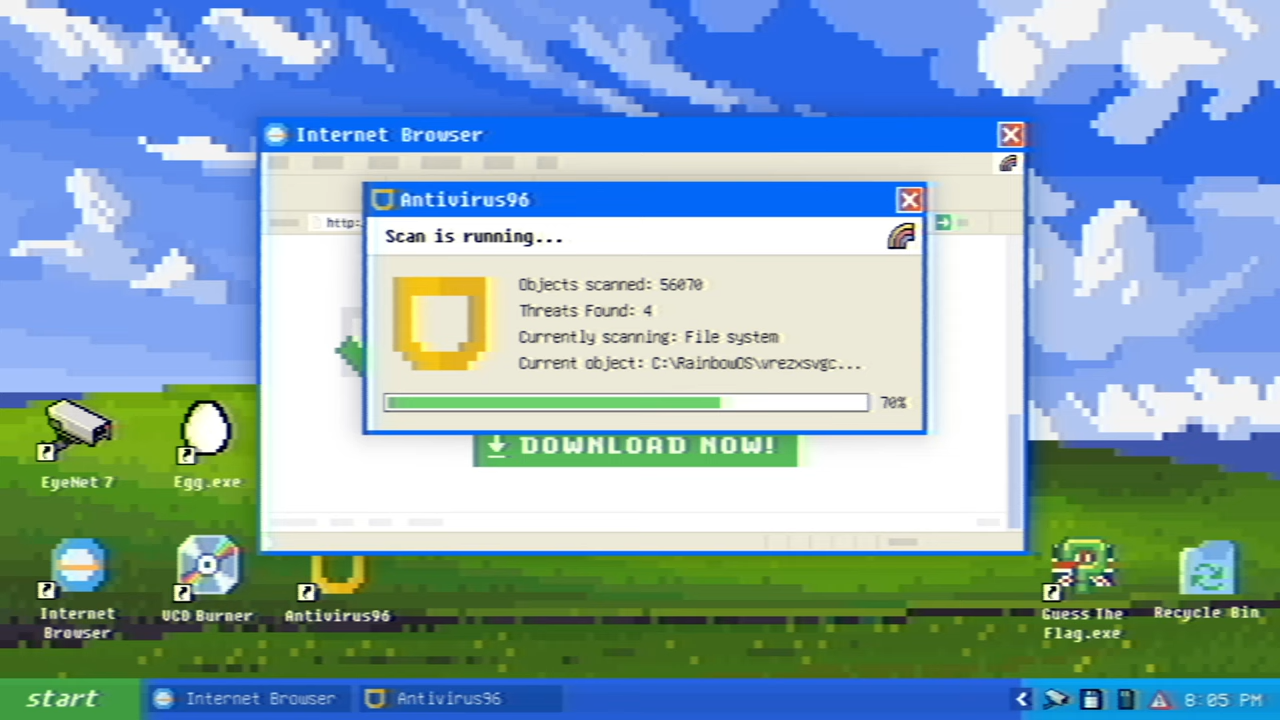 Internet Browser
Antivirus96
http:
Scan is running...
Objects scanned: 56070
Threats Found: 4
Currently scanning: File system
Current object: C:\RainbowOS\vrezxsvgc...
70%
DOWNLOAD NOW!
EyeNet 7
Egg.exe
Internet
Browser
VCD Burner
Antivirus96
Guess The
Flag.exe
Recycle Bin
start
Internet Browser
Antivirus96
8:05 PM